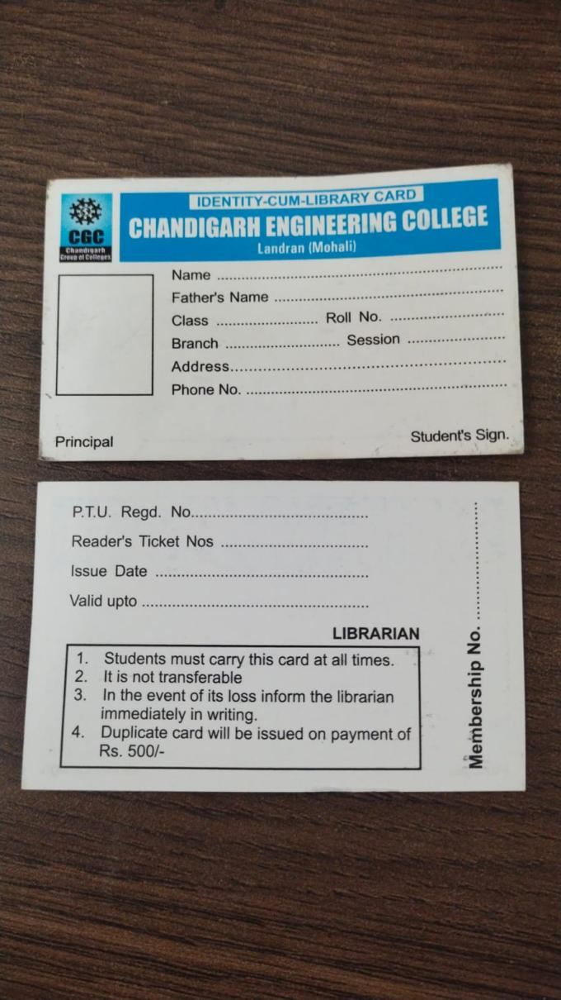 IDENTITY-CUM-LIBRARY CARD
CGC
Chandigarh
Group of Colleges
CHANDIGARH ENGINEERING COLLEGE
Landran (Mohali)
Name ..........................................................
Father's Name ..............................................
Class ....................... Roll No. .......................
Branch ....................... Session .......................
Address..........................................................
Phone No. ......................................................
Principal
Student's Sign.
P.T.U. Regd. No..........................................
Reader's Ticket Nos ..................................
Issue Date .................................................
Valid upto ....................................................
LIBRARIAN
1. Students must carry this card at all times.
2. It is not transferable
3. In the event of its loss inform the librarian
immediately in writing.
4. Duplicate card will be issued on payment of
Rs. 500/-
Membership No. ..........................